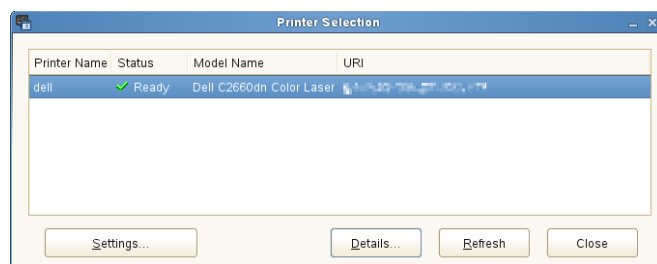 Printer Selection
Printer Name Status Model Name URI
dell Ready Dell C2660dn Color Laser
Settings... Details... Refresh Close